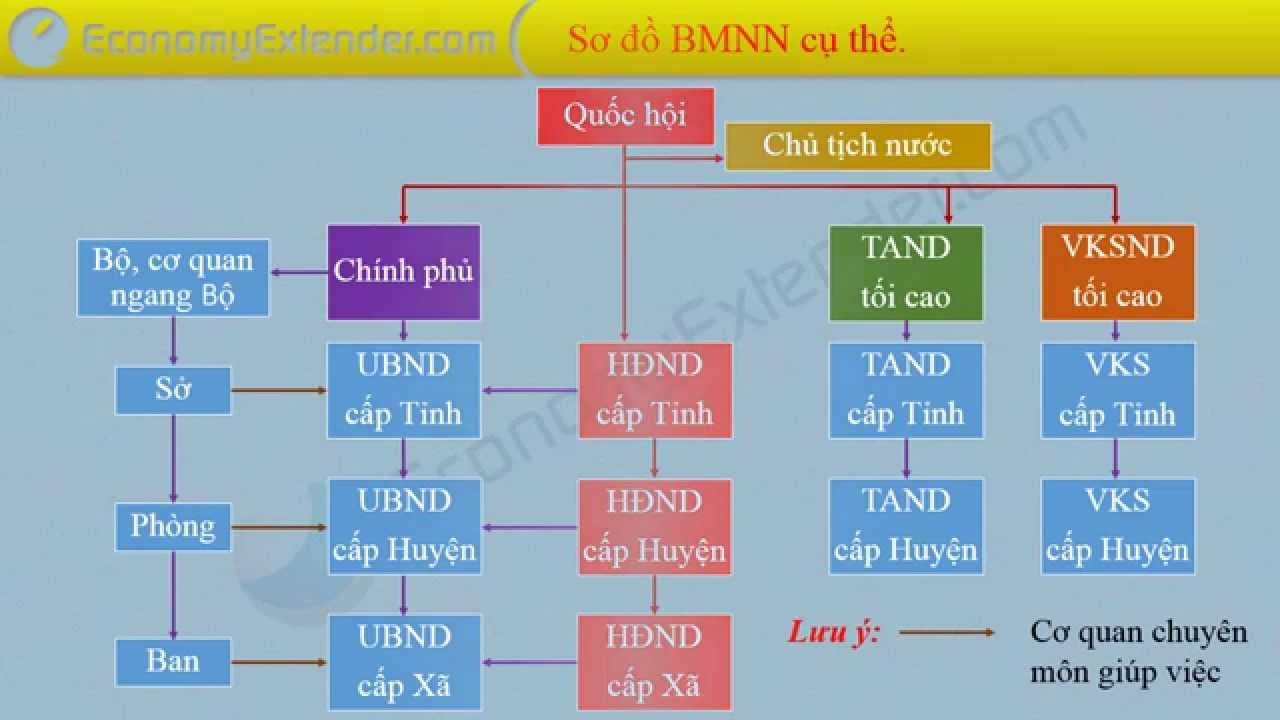 EconomyExtender.com
Sơ đồ BMNN cụ thể.
Quốc hội
Chủ tịch nước
Bộ, cơ quan
ngang Bộ
Chính phủ
TAND
tối cao
VKSND
tối cao
Sở
UBND
cấp Tỉnh
HĐND
cấp Tỉnh
TAND
cấp Tỉnh
VKS
cấp Tỉnh
Phòng
UBND
cấp Huyện
HĐND
cấp Huyện
TAND
cấp Huyện
VKS
cấp Huyện
Ban
UBND
cấp Xã
HĐND
cấp Xã
Lưu ý:
Cơ quan chuyên
môn giúp việc
EconomyExtender.com